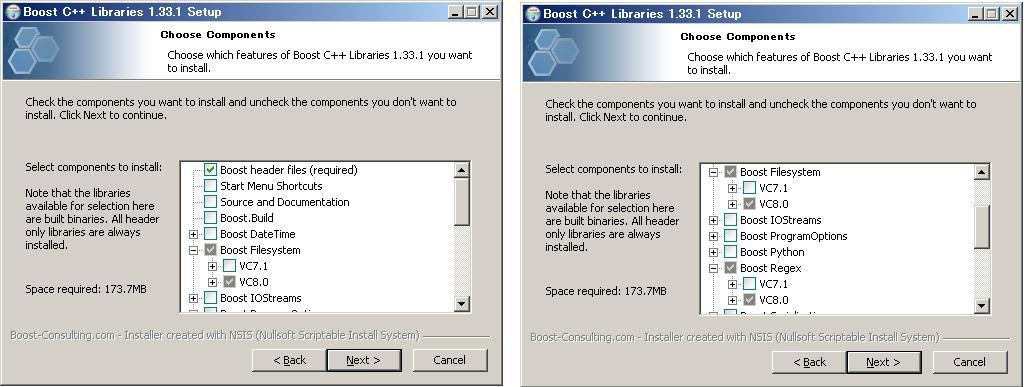 Boost C++ Libraries 1.33.1 Setup
Choose Components
Choose which features of Boost C++ Libraries 1.33.1 you want
to install.
Check the components you want to install and uncheck the components you don't want to
install. Click Next to continue.
Select components to install:
Note that the libraries
available for selection here
are built binaries. All header
only libraries are always
installed.
Space required: 173.7MB
Boost header files (required)
Start Menu Shortcuts
Source and Documentation
Boost.Build
Boost DateTime
Boost Filesystem
VC7.1
VC8.0
Boost IOStreams
Boost-Consulting.com - Installer created with NSIS (Nullsoft Scriptable Install System)
< Back
Next >
Cancel
Boost C++ Libraries 1.33.1 Setup
Choose Components
Choose which features of Boost C++ Libraries 1.33.1 you want
to install.
Check the components you want to install and uncheck the components you don't want to
install. Click Next to continue.
Select components to install:
Note that the libraries
available for selection here
are built binaries. All header
only libraries are always
installed.
Space required: 173.7MB
Boost Filesystem
VC7.1
VC8.0
Boost IOStreams
Boost ProgramOptions
Boost Python
Boost Regex
VC7.1
VC8.0
Boost-Consulting.com - Installer created with NSIS (Nullsoft Scriptable Install System)
< Back
Next >
Cancel